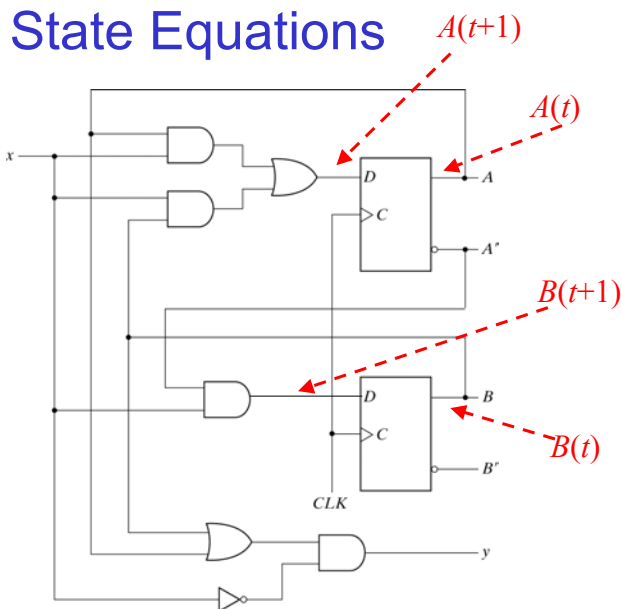 State Equations
A(t+1)
A(t)
x
D
A
C
A'
B(t+1)
D
B
C
B(t)
B'
CLK
y